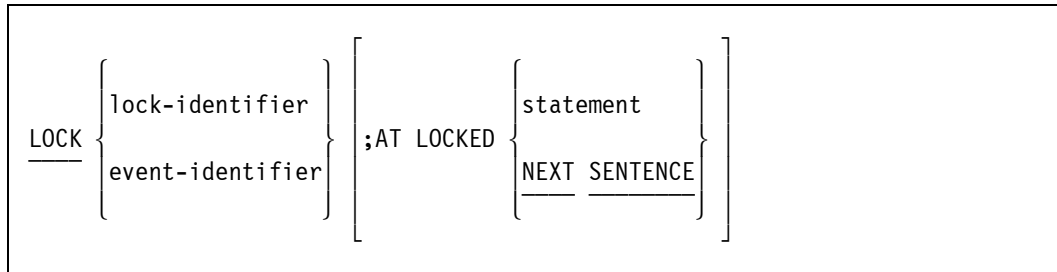 lock-identifier statement
LOCK ;AT LOCKED
event-identifier NEXT SENTENCE